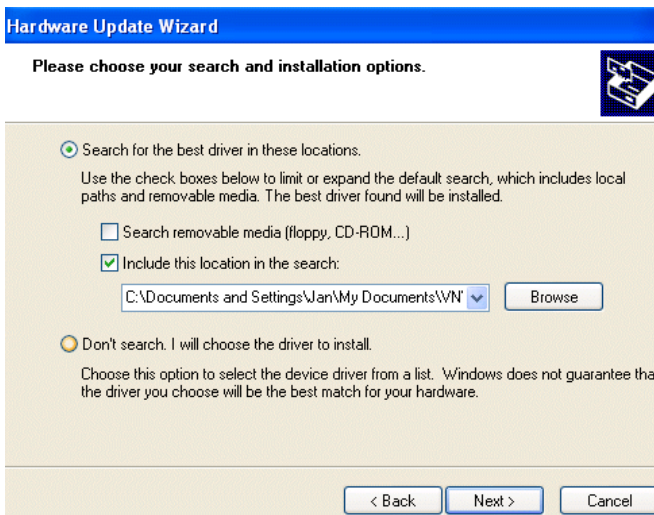 Hardware Update Wizard
Please choose your search and installation options.
Search for the best driver in these locations.
Use the check boxes below to limit or expand the default search, which includes local
paths and removable media. The best driver found will be installed.
Search removable media (floppy, CD-ROM...)
Include this location in the search:
C:\Documents and Settings\Jan\My Documents\VN
Browse
Don't search. I will choose the driver to install.
Choose this option to select the device driver from a list. Windows does not guarantee tha
the driver you choose will be the best match for your hardware.
< Back
Next >
Cancel